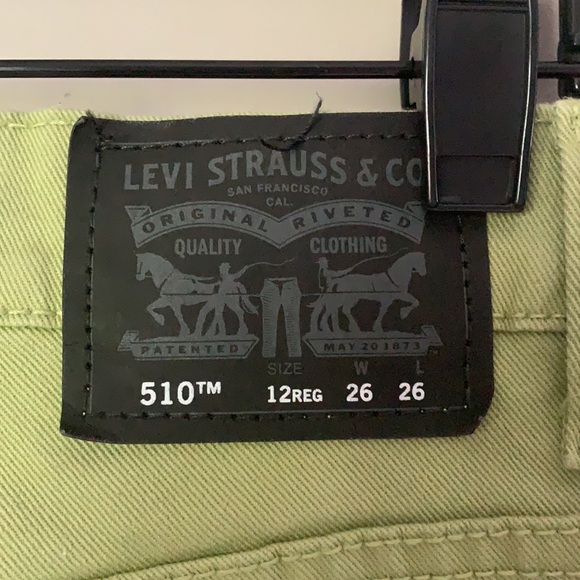 LEVI STRAUSS & CO
SAN FRANCISCO
CAL.
ORIGINAL RIVETED
QUALITY CLOTHING
PATENTED MAY 20 1873
SIZE W L
510™ 12REG 26 26